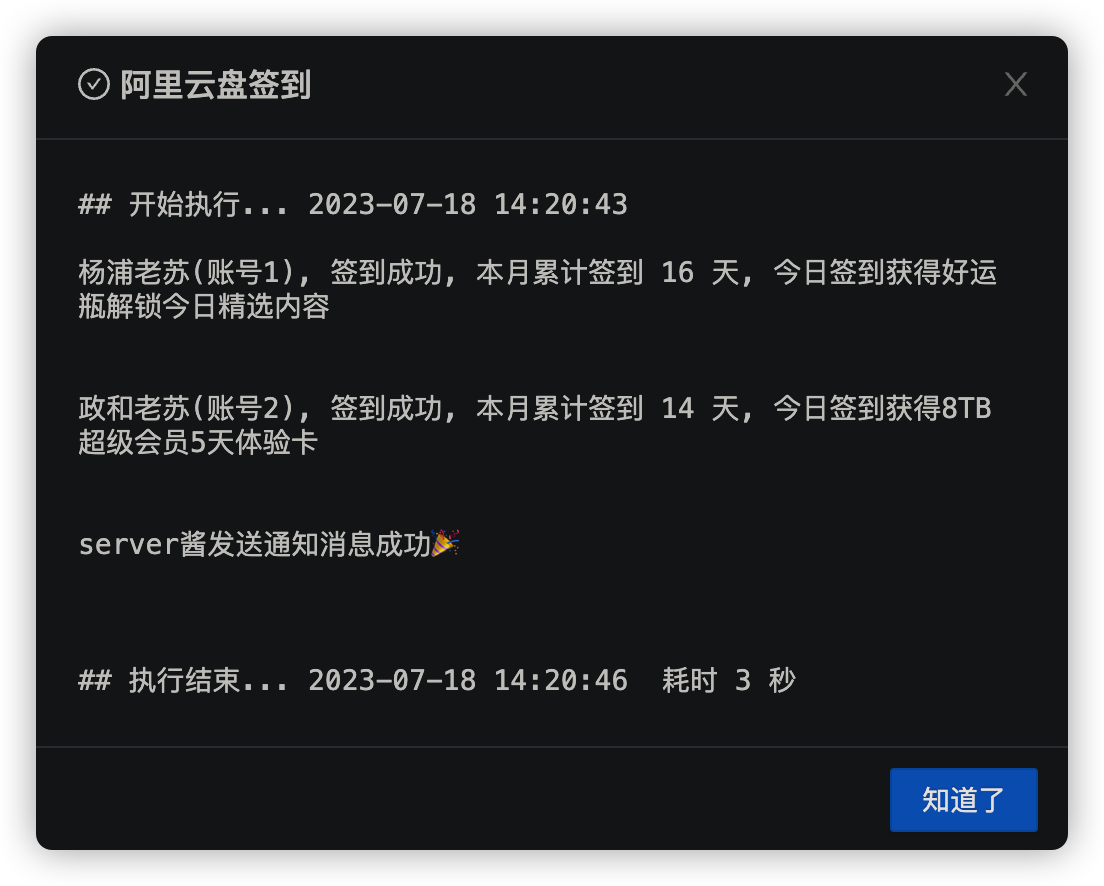 阿里云盘签到
## 开始执行... 2023-07-18 14:20:43
杨浦老苏(账号1), 签到成功, 本月累计签到 16 天, 今日签到获得好运
瓶解锁今日精选内容
政和老苏(账号2), 签到成功, 本月累计签到 14 天, 今日签到获得8TB
超级会员5天体验卡
server酱发送通知消息成功🎉
## 执行结束... 2023-07-18 14:20:46  耗时 3 秒
知道了